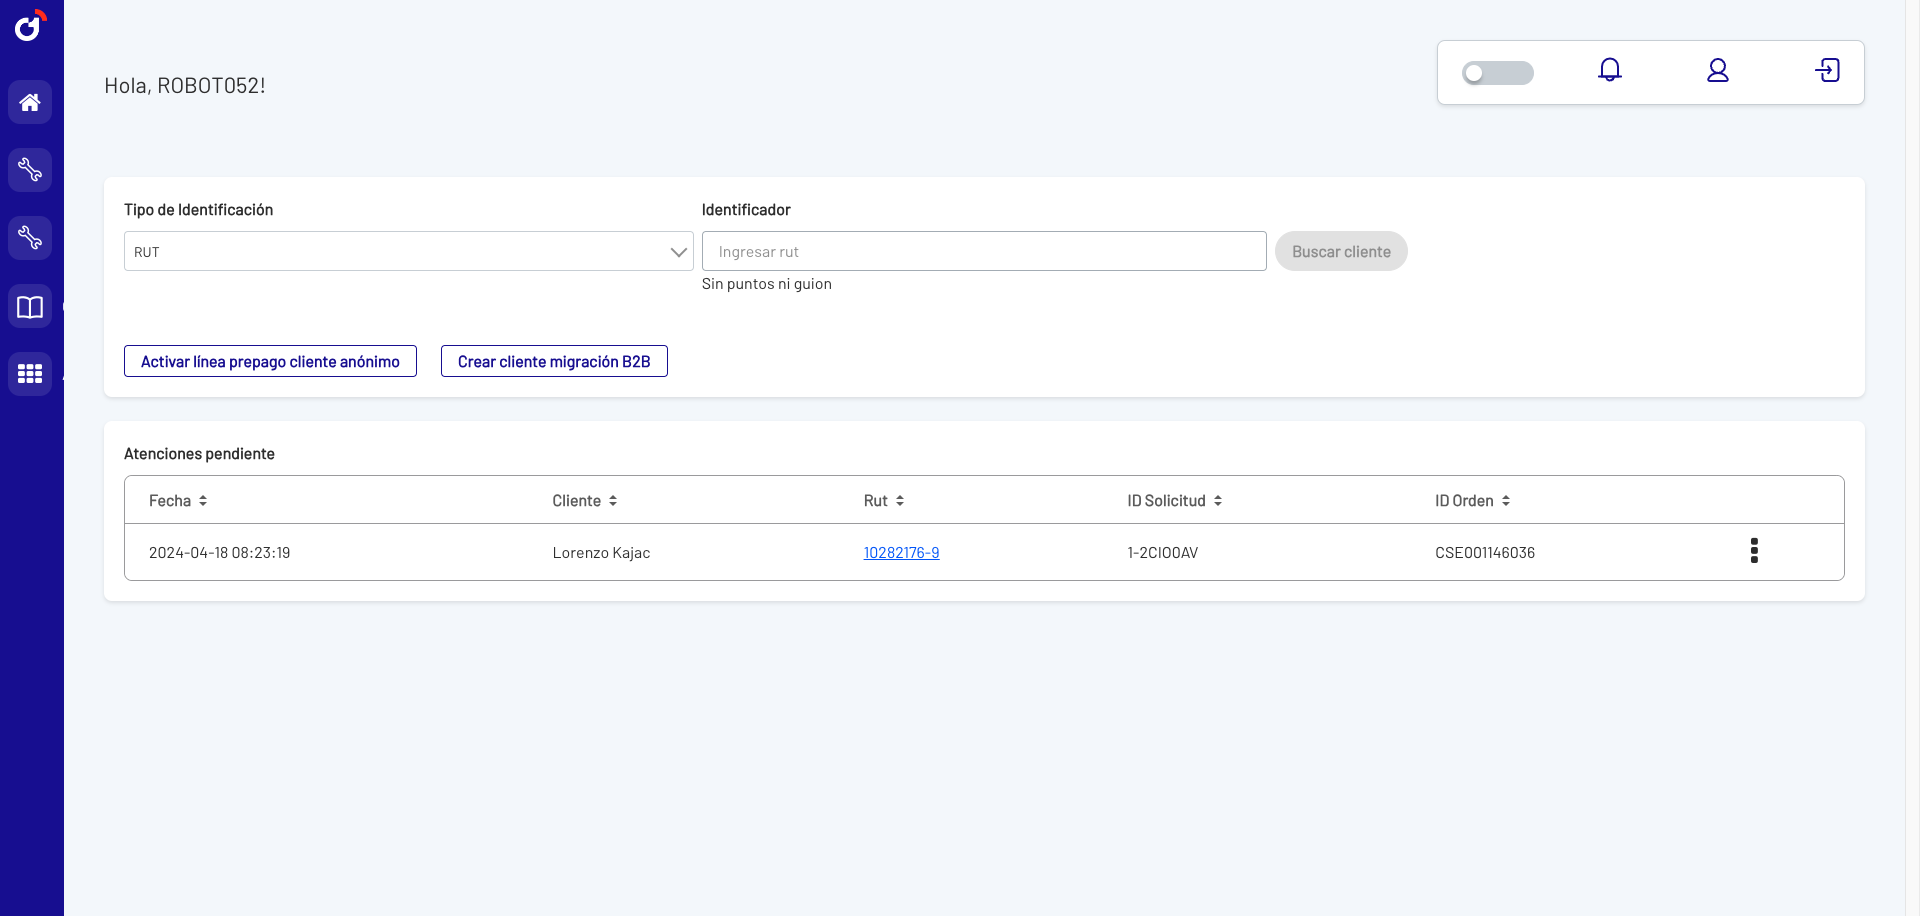 Hola, ROBOT052!
Tipo de Identificación
Identificador
RUT
Ingresar rut
Buscar cliente
Sin puntos ni guion
Activar línea prepago cliente anónimo
Crear cliente migración B2B
Atenciones pendiente
Fecha
Cliente
Rut
ID Solicitud
ID Orden
2024-04-18 08:23:19
Lorenzo Kajac
10282176-9
1-2CIO0AV
CSE001146036